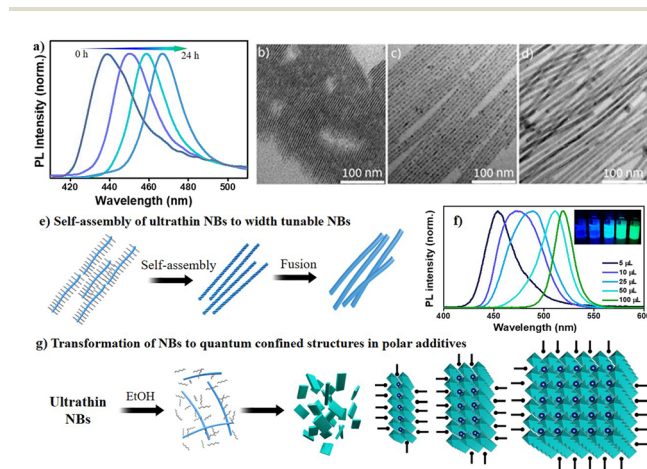 a)
0 h
24 h
PL Intensity (norm.)
420
440
460
480
500
Wavelength (nm)
b)
100 nm
c)
100 nm
d)
100 nm
e) Self-assembly of ultrathin NBs to width tunable NBs
Self-assembly
Fusion
f)
PL intensity (norm.)
5 µL
10 µL
25 µL
50 µL
100 µL
400
450
500
550
600
Wavelength (nm)
g) Transformation of NBs to quantum confined structures in polar additives
Ultrathin
NBs
EtOH